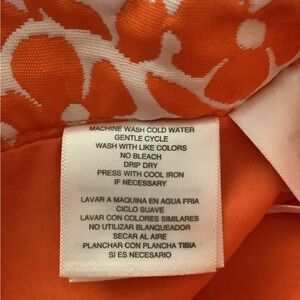 MACHINE WASH COLD WATER
GENTLE CYCLE
WASH WITH LIKE COLORS
NO BLEACH
DRIP DRY
PRESS WITH COOL IRON
IF NECESSARY
LAVAR A MAQUINA EN AGUA FRIA
CICLO SUAVE
LAVAR CON COLORES SIMILARES
NO UTILIZAR BLANQUEADOR
SECAR AL AIRE
PLANCHAR CON PLANCHA TIBIA
SI ES NECESARIO